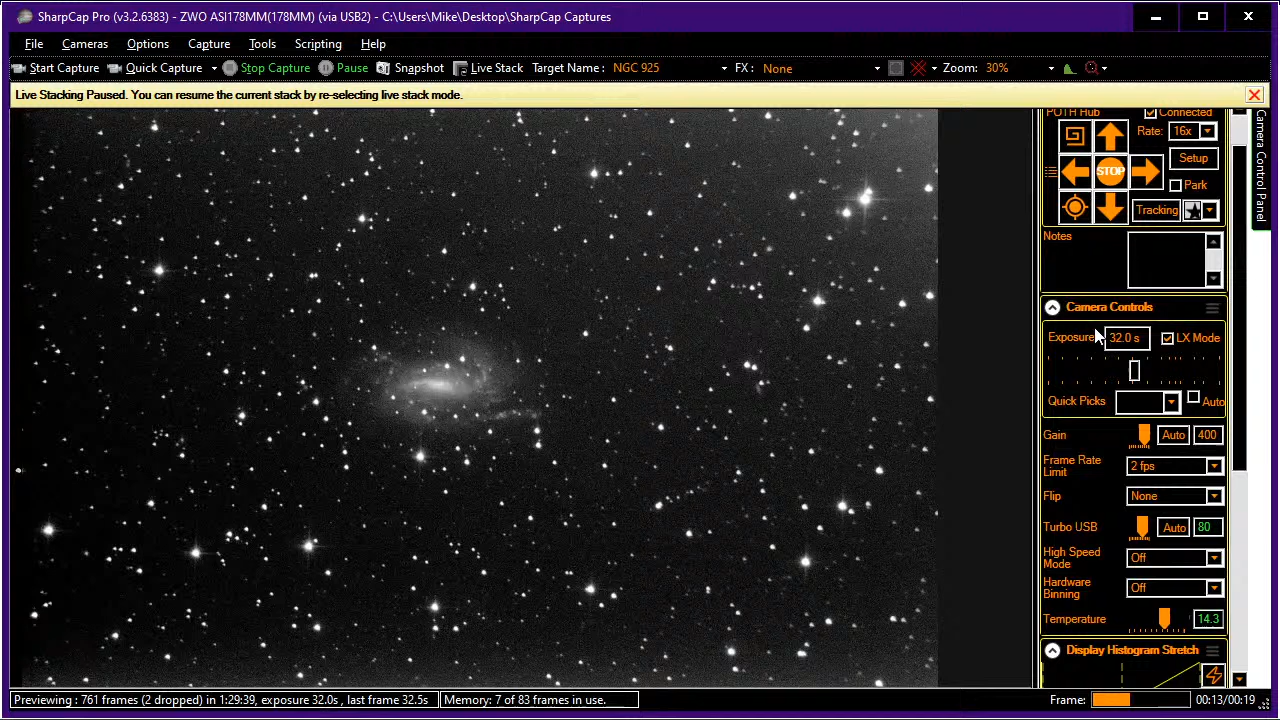 SharpCap Pro (v3.2.6383) - ZWO ASI178MM(178MM) (via USB2) - C:\Users\Mike\Desktop\SharpCap Captures
File Cameras Options Capture Tools Scripting Help
Start Capture Quick Capture Stop Capture Pause Snapshot Live Stack Target Name: NGC 925 FX: None Zoom: 30%
Live Stacking Paused. You can resume the current stack by re-selecting live stack mode.
Camera Control Panel
POTH Hub Connected
Rate: 16x
STOP
Setup
Park
Tracking
Notes
Camera Controls
Exposure 32.0 s LX Mode
Quick Picks Auto
Gain Auto 400
Frame Rate Limit 2 fps
Flip None
Turbo USB Auto 80
High Speed Mode Off
Hardware Binning Off
Temperature 14.3
Display Histogram Stretch
Previewing : 761 frames (2 dropped) in 1:29:39, exposure 32.0s , last frame 32.5s Memory: 7 of 83 frames in use. Frame: 00:13/00:19